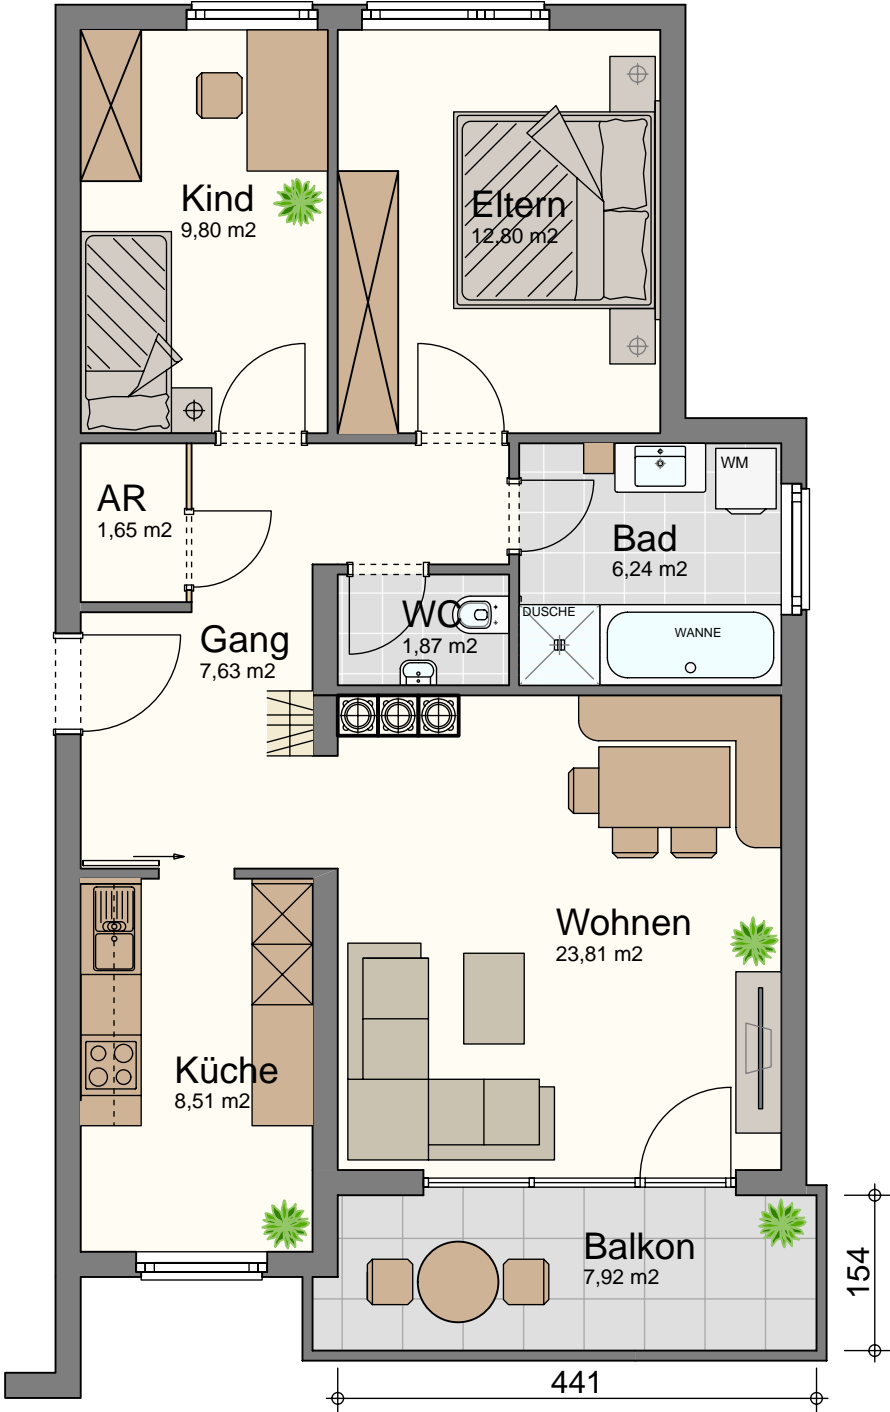 Kind
9,80 m2
Eltern
12,80 m2
AR
1,65 m2
WM
Bad
6,24 m2
WC
1,87 m2
DUSCHE
WANNE
Gang
7,63 m2
Wohnen
23,81 m2
Küche
8,51 m2
Balkon
7,92 m2
154
441